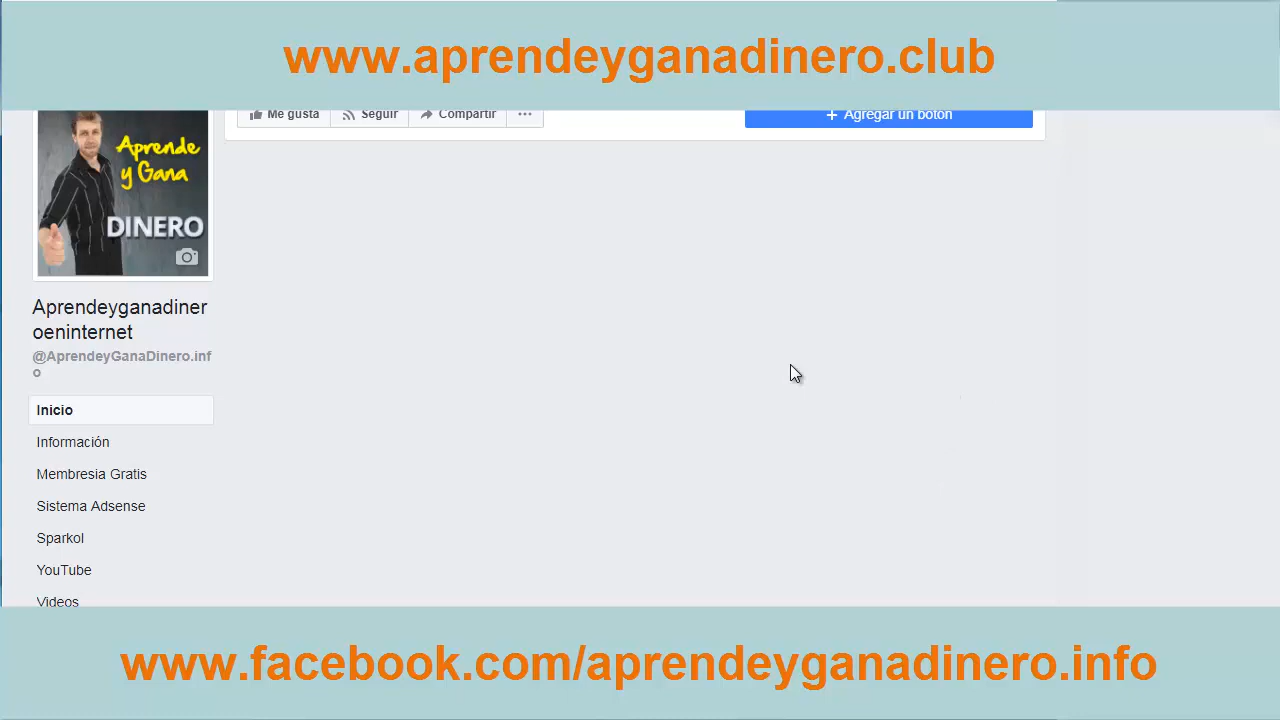 www.aprendeyganadinero.club
Me gusta Seguir Compartir ... + Agregar un botón
Aprende
y Gana
DINERO
Aprendeyganadiner
oeninternet
@AprendeyGanaDinero.inf
o
Inicio
Información
Membresia Gratis
Sistema Adsense
Sparkol
YouTube
Videos
www.facebook.com/aprendeyganadinero.info